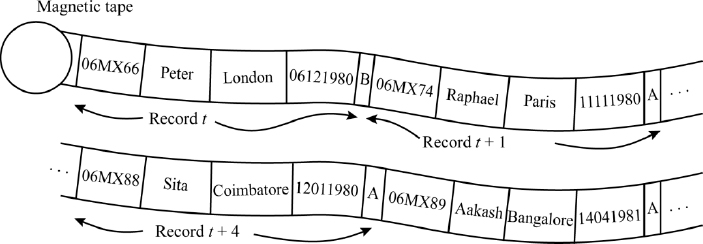 Magnetic tape
06MX66 Peter London 06121980 B 06MX74 Raphael Paris 11111980 A ...
Record t
Record t + 1
... 06MX88 Sita Coimbatore 12011980 A 06MX89 Aakash Bangalore 14041981 A ...
Record t + 4